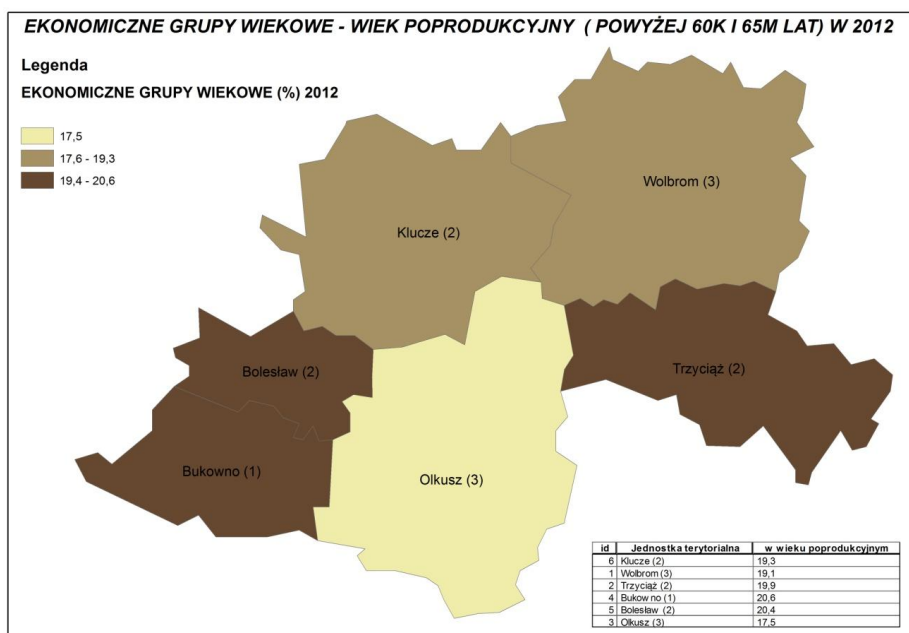 EKONOMICZNE GRUPY WIEKOWE - WIEK POPRODUKCYJNY ( POWYŻEJ 60K I 65M LAT) W 2012
Legenda
EKONOMICZNE GRUPY WIEKOWE (%) 2012
17,5
17,6 - 19,3
19,4 - 20,6
Wolbrom (3)
Klucze (2)
Bolesław (2)
Trzyciąż (2)
Bukowno (1)
Olkusz (3)
id Jednostka terytorialna w wieku poprodukcyjnym
6 Klucze (2) 19,3
1 Wolbrom (3) 19,1
2 Trzyciąż (2) 19,9
4 Bukowno (1) 20,6
5 Bolesław (2) 20,4
3 Olkusz (3) 17,5